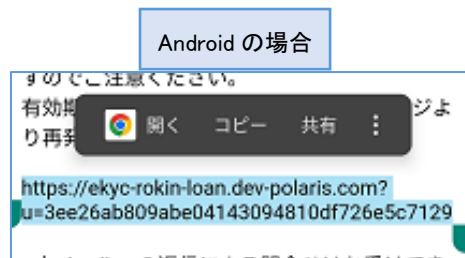 Android の場合
すのでご注意ください。
有効期
ジよ
り再発
開く コピー 共有
https://ekyc-rokin-loan.dev-polaris.com?
u=3ee26ab809abe04143094810df726e5c7129